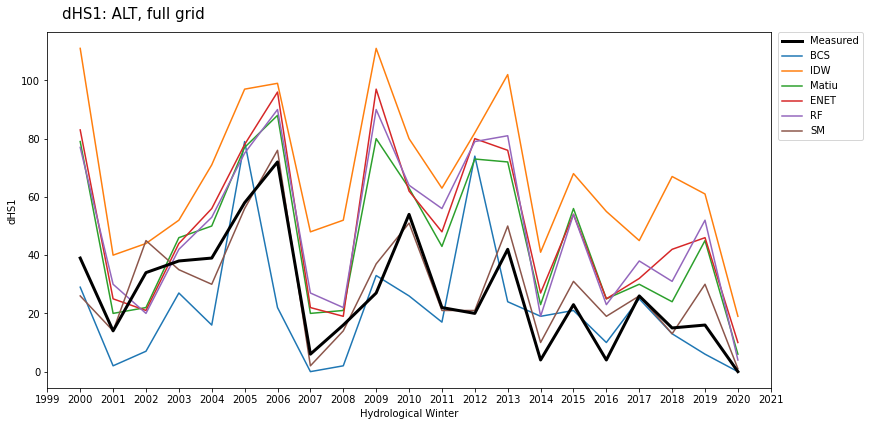 dHS1: ALT, full grid
Measured
BCS
IDW
Matiu
ENET
RF
SM
dHS1
100
80
60
40
20
0
1999 2000 2001 2002 2003 2004 2005 2006 2007 2008 2009 2010 2011 2012 2013 2014 2015 2016 2017 2018 2019 2020 2021
Hydrological Winter